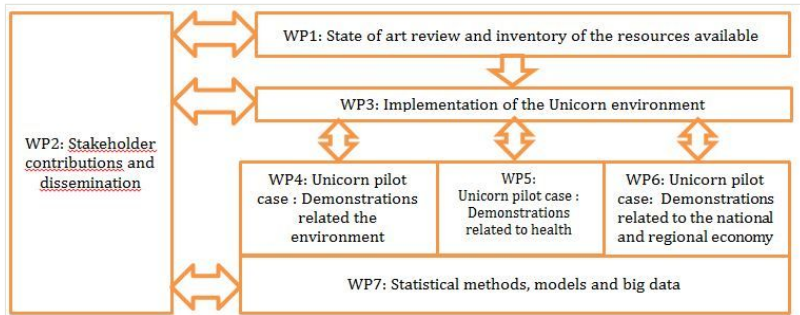 WP1: State of art review and inventory of the resources available
WP3: Implementation of the Unicorn environment
WP2: Stakeholder
contributions and
dissemination
WP4: Unicorn pilot
case : Demonstrations
related the
environment
WP5:
Unicorn pilot case :
Demonstrations
related to health
WP6: Unicorn pilot
case:  Demonstrations
related to the national
and regional economy
WP7: Statistical methods, models and big data